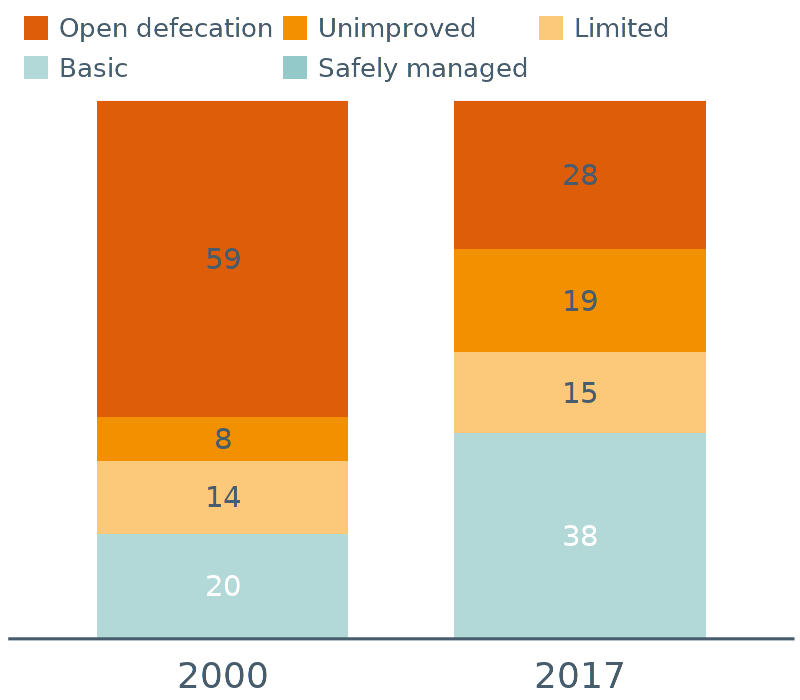 Open defecation Unimproved Limited
Basic Safely managed
59 28
8 19
14 15
20 38
2000 2017